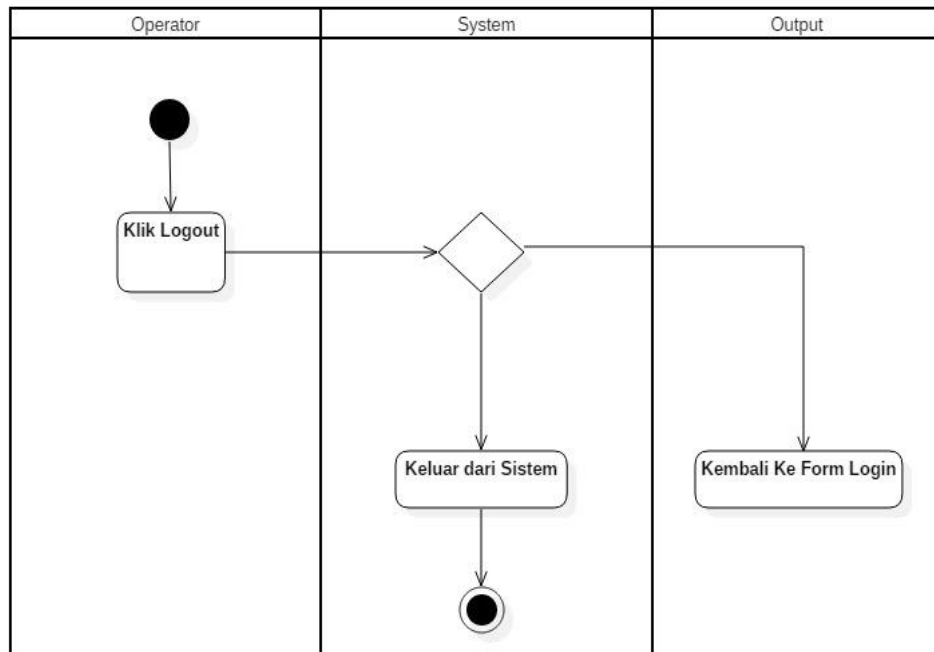 Operator
System
Output
Klik Logout
Keluar dari Sistem
Kembali Ke Form Login